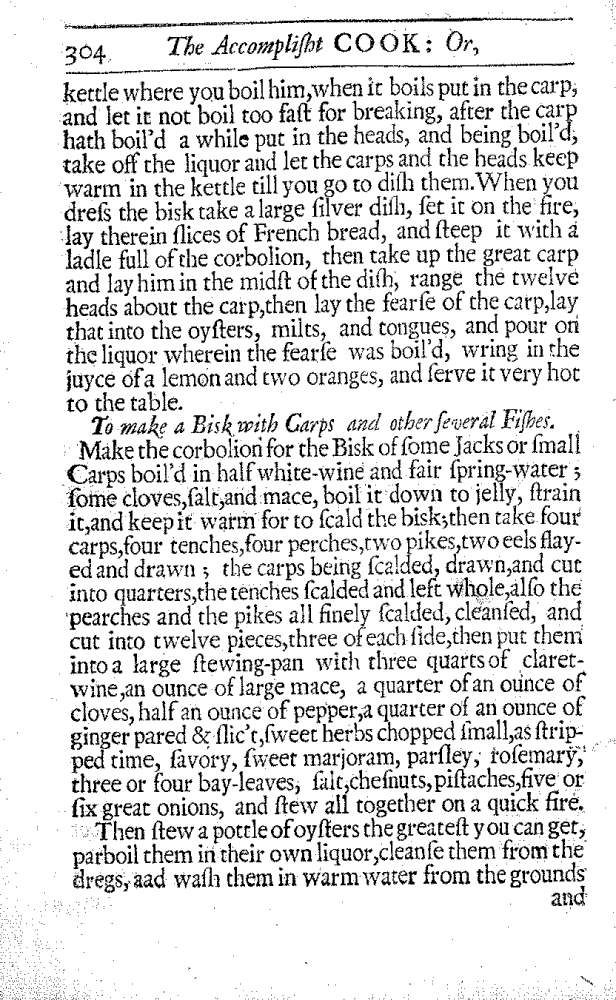 304 The Accompliſht COOK: Or,
kettle where you boil him,when it boils put in the carp,
and let it not boil too faſt for breaking, after the carp
hath boil'd a while put in the heads, and being boil'd,
take off the liquor and let the carps and the heads keep
warm in the kettle till you go to diſh them.When you
dreſs the bisk take a large ſilver diſh, ſet it on the fire,
lay therein ſlices of French bread, and ſteep it with a
ladle full of the corbolion, then take up the great carp
and lay him in the midſt of the diſh, range the twelve
heads about the carp,then lay the fearſe of the carp,lay
that into the oyſters, milts, and tongues, and pour on
the liquor wherein the fearſe was boil'd, wring in the
juyce of a lemon and two oranges, and ſerve it very hot
to the table.
To make a Bisk with Carps and other ſeveral Fiſhes.
Make the corbolion for the Bisk of ſome Jacks or ſmall
Carps boil'd in half white-wine and fair ſpring-water ;
ſome cloves,ſalt,and mace, boil it down to jelly, ſtrain
it,and keep it warm for to ſcald the bisk;then take four
carps,four tenches,four perches,two pikes,two eels flay-
ed and drawn ; the carps being ſcalded, drawn,and cut
into quarters,the tenches ſcalded and left whole,alſo the
pearches and the pikes all finely ſcalded, cleanſed, and
cut into twelve pieces,three of each ſide,then put them
into a large ſtewing-pan with three quarts of claret-
wine,an ounce of large mace, a quarter of an ounce of
cloves, half an ounce of pepper,a quarter of an ounce of
ginger pared & ſlic't,ſweet herbs chopped ſmall,as ſtrip-
ped time, ſavory, ſweet marjoram, parſley, roſemary,
three or four bay-leaves, ſalt,cheſnuts,piſtaches,five or
ſix great onions, and ſtew all together on a quick fire.
Then ſtew a pottle of oyſters the greateſt you can get,
parboil them in their own liquor,cleanſe them from the
dregs, aad waſh them in warm water from the grounds
and